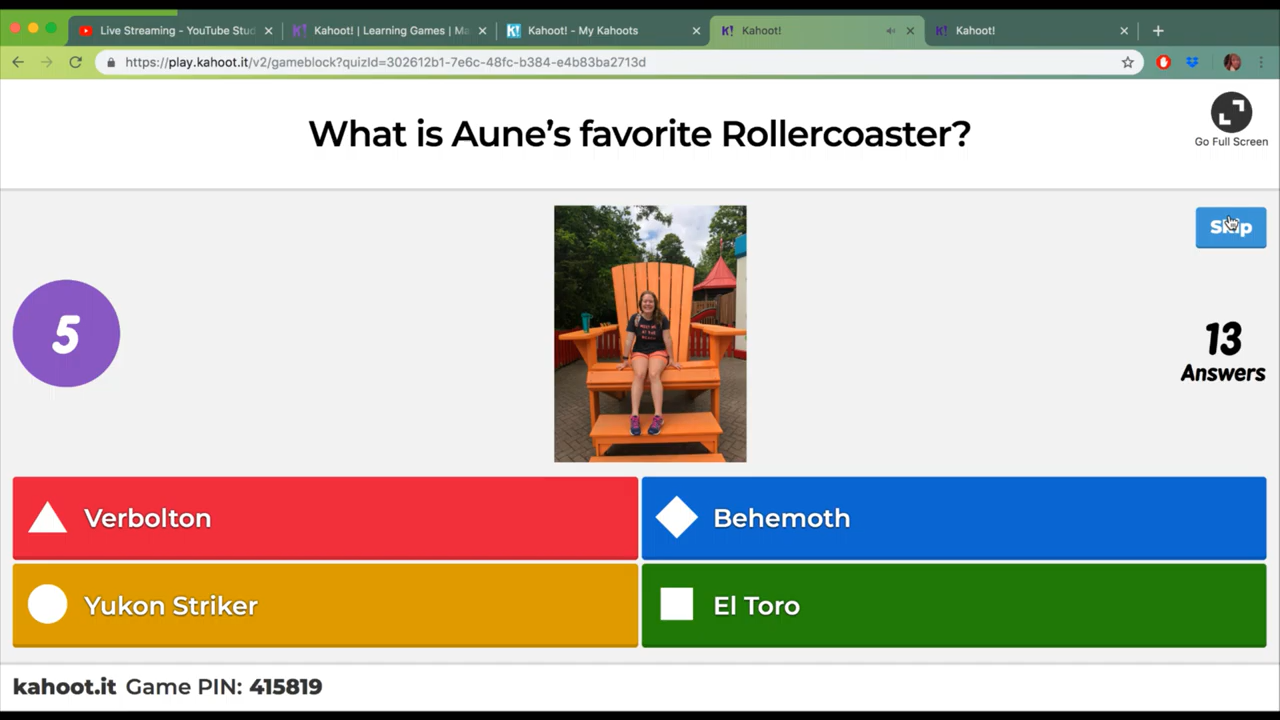 Live Streaming - YouTube Stud
Kahoot! | Learning Games | Ma
Kahoot! - My Kahoots
Kahoot!
Kahoot!
https://play.kahoot.it/v2/gameblock?quizId=302612b1-7e6c-48fc-b384-e4b83ba2713d
What is Aune's favorite Rollercoaster?
Go Full Screen
Skip
5
13
Answers
Verbolton
Behemoth
Yukon Striker
El Toro
kahoot.it Game PIN: 415819